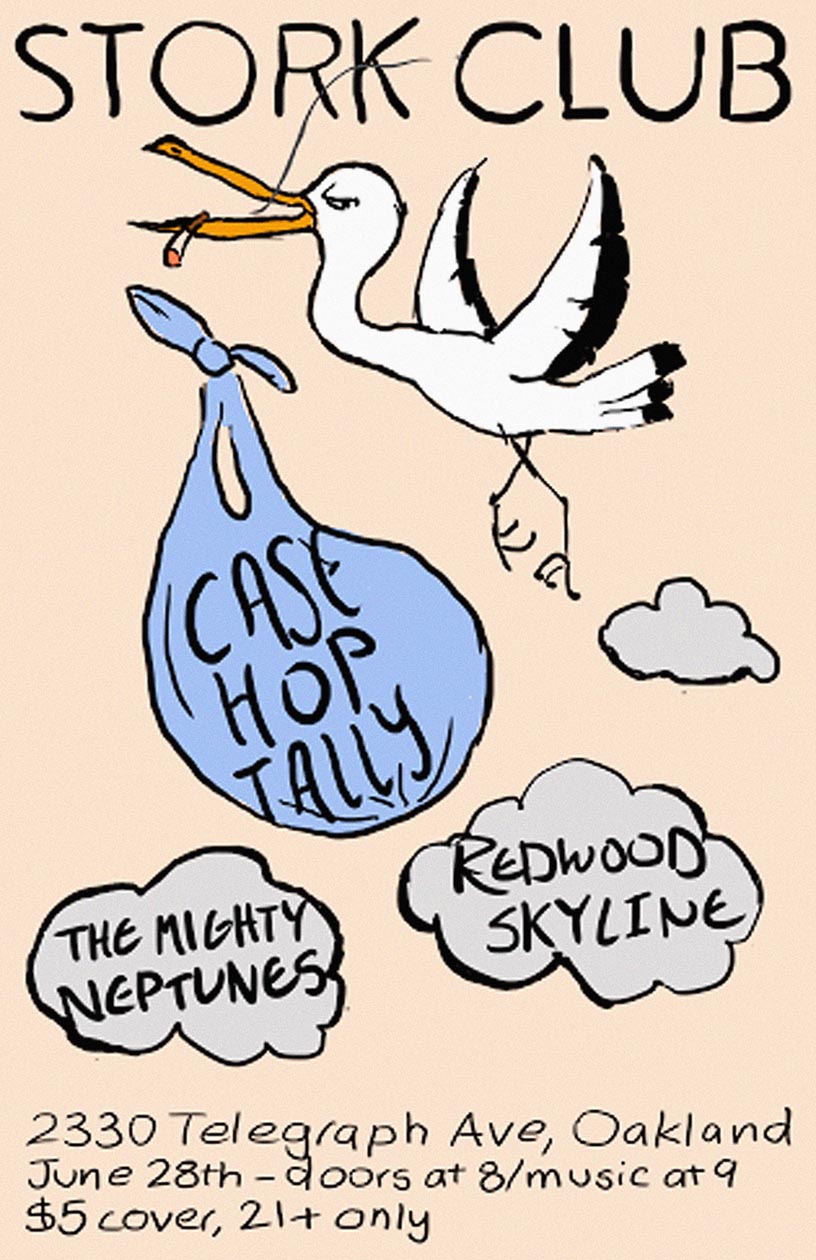 STORK CLUB
CASE
HOP
TALLY
REDWOOD
SKYLINE
THE MIGHTY
NEPTUNES
2330 Telegraph Ave, Oakland
June 28th - doors at 8/music at 9
$5 cover, 21+ only